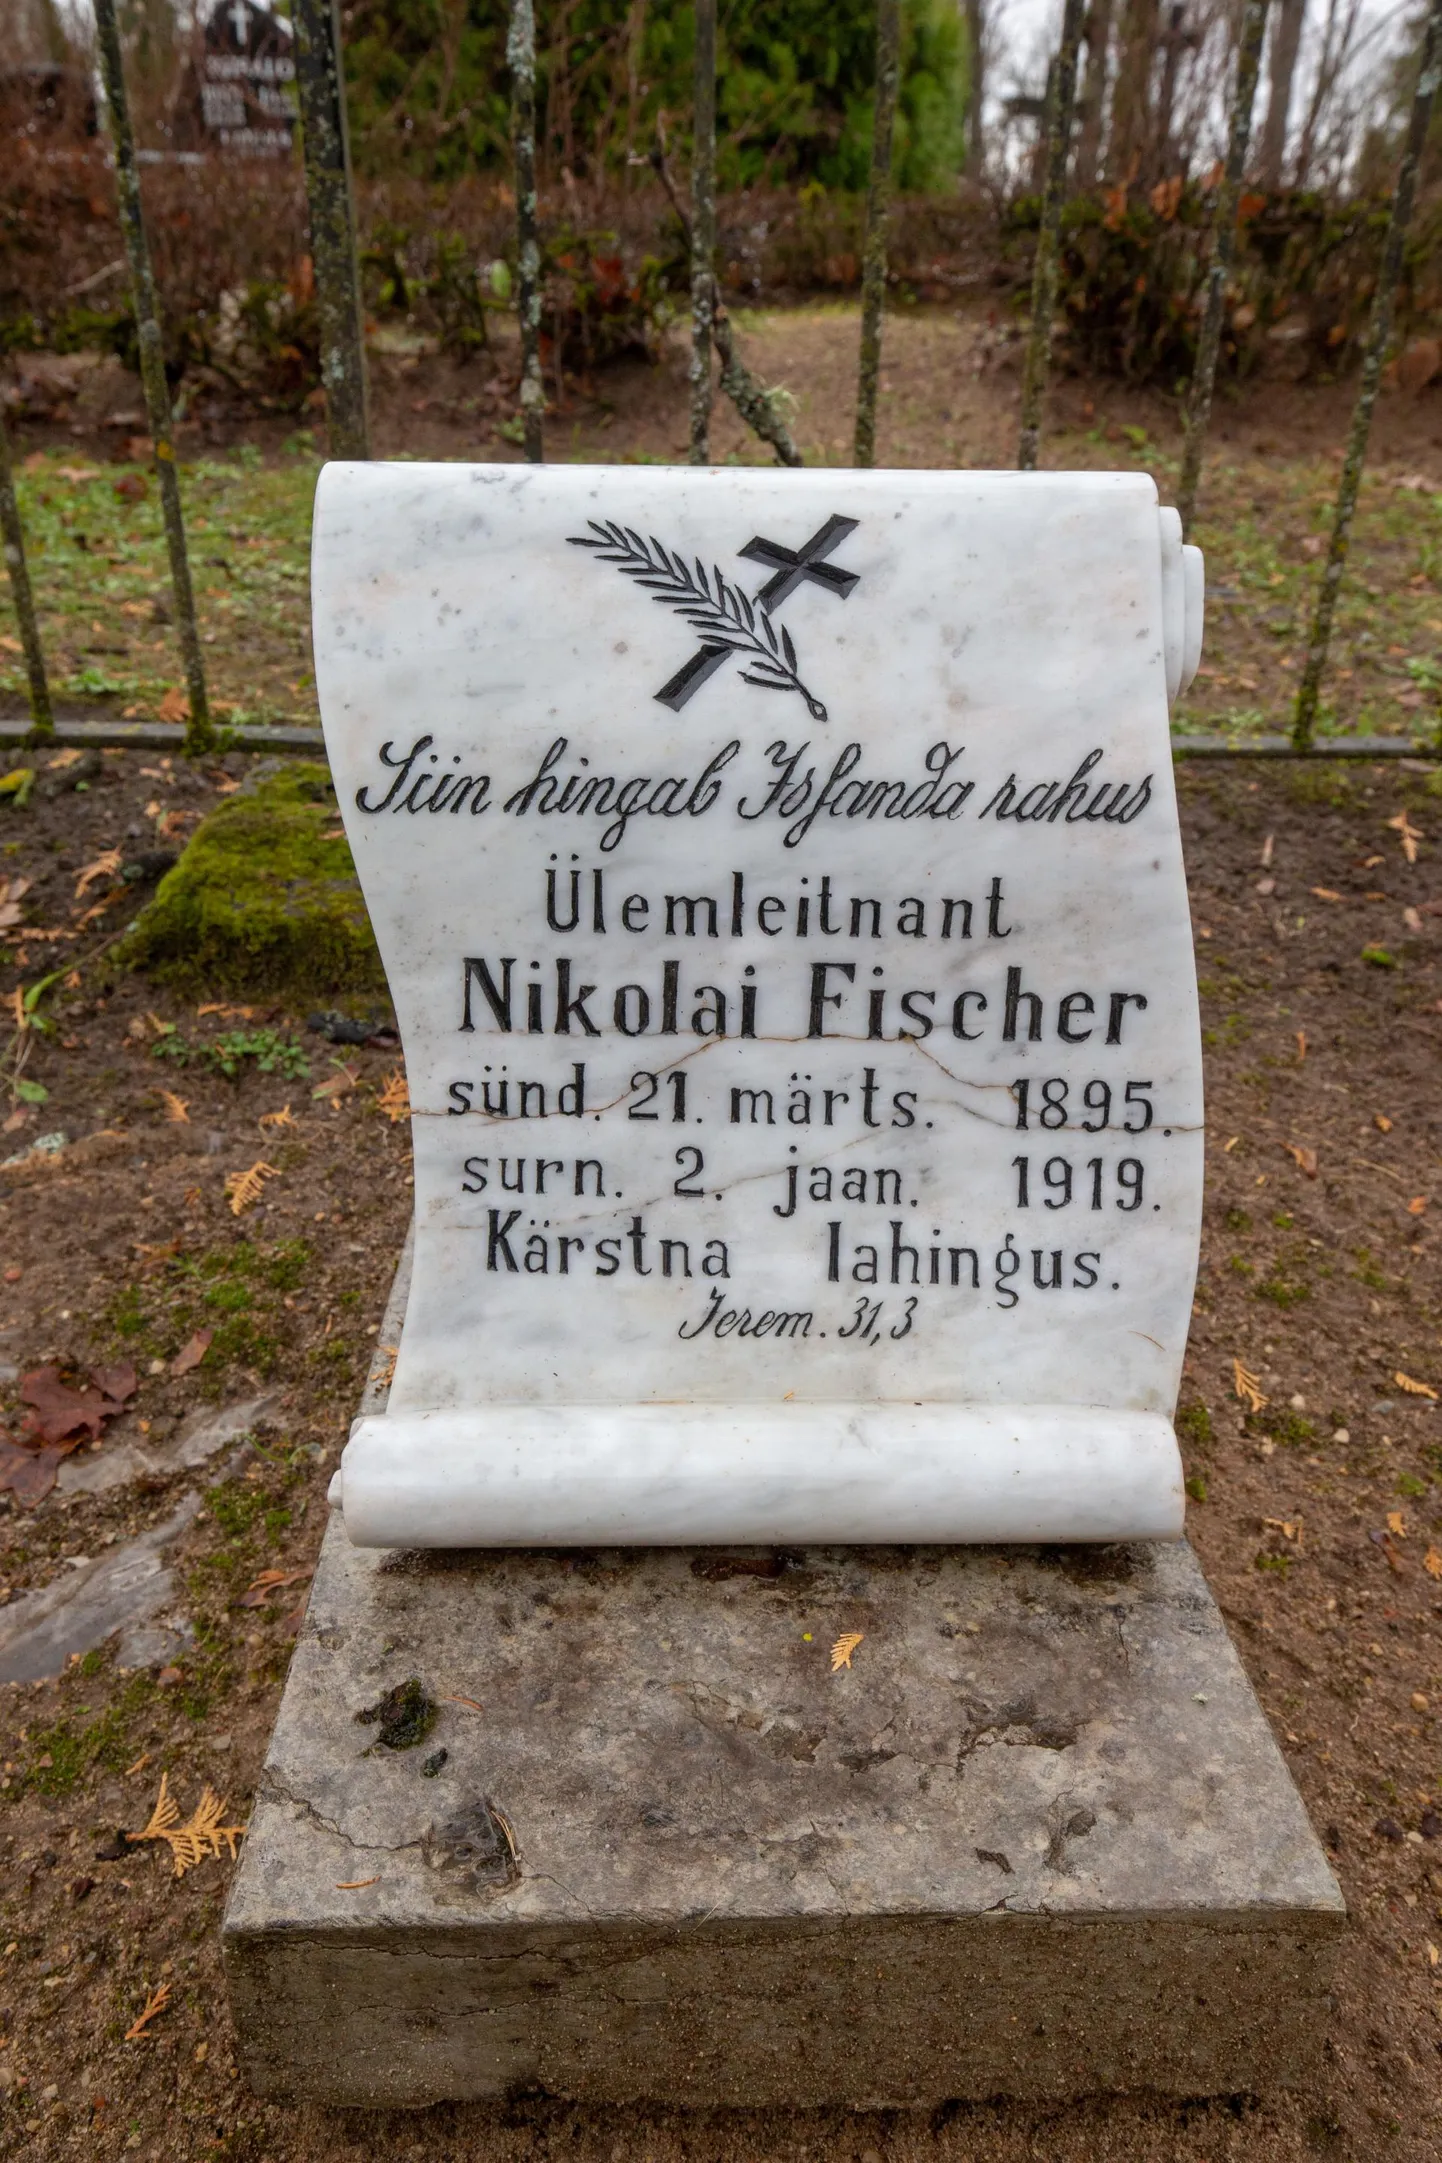 Siin hingab Issanda rahus
Ülemleitnant
Nikolai Fischer
sünd. 21. märts. 1895.
surn. 2. jaan. 1919.
Kärstna lahingus.
Jerem. 31,3